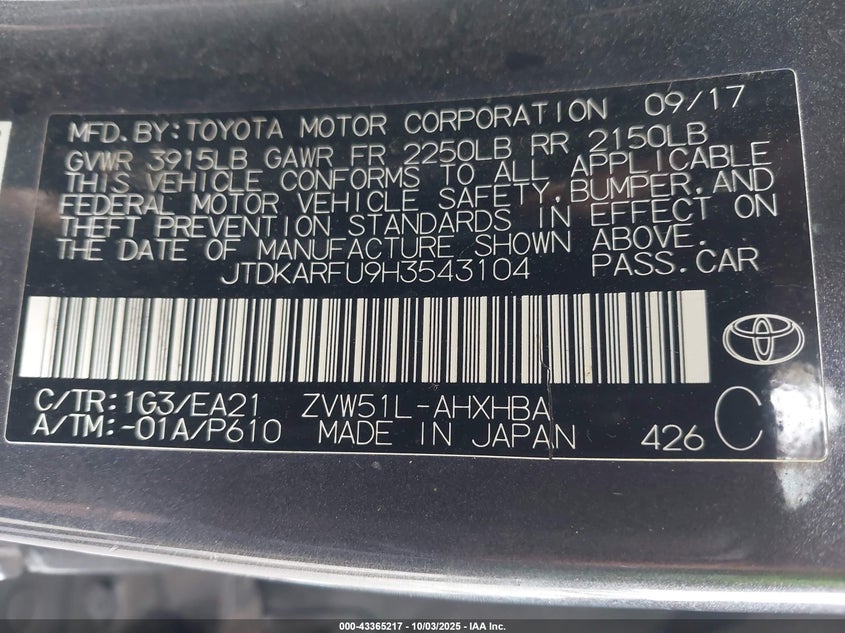 MFD.BY:TOYOTA MOTOR CORPORATION 09/17
GVWR 3915LB GAWR FR 2250LB RR 2150LB
THIS VEHICLE CONFORMS TO ALL APPLICABLE
FEDERAL MOTOR VEHICLE SAFETY,BUMPER,AND
THEFT PREVENTION STANDARDS IN EFFECT ON
THE DATE OF MANUFACTURE SHOWN ABOVE.
JTDKARFU9H3543104 PASS.CAR
C/TR:1G3/EA21 ZVW51L-AHXHBA
A/TM:-01A/P610 MADE IN JAPAN 426 C
000-43365217 - 10/03/2025 - IAA Inc.